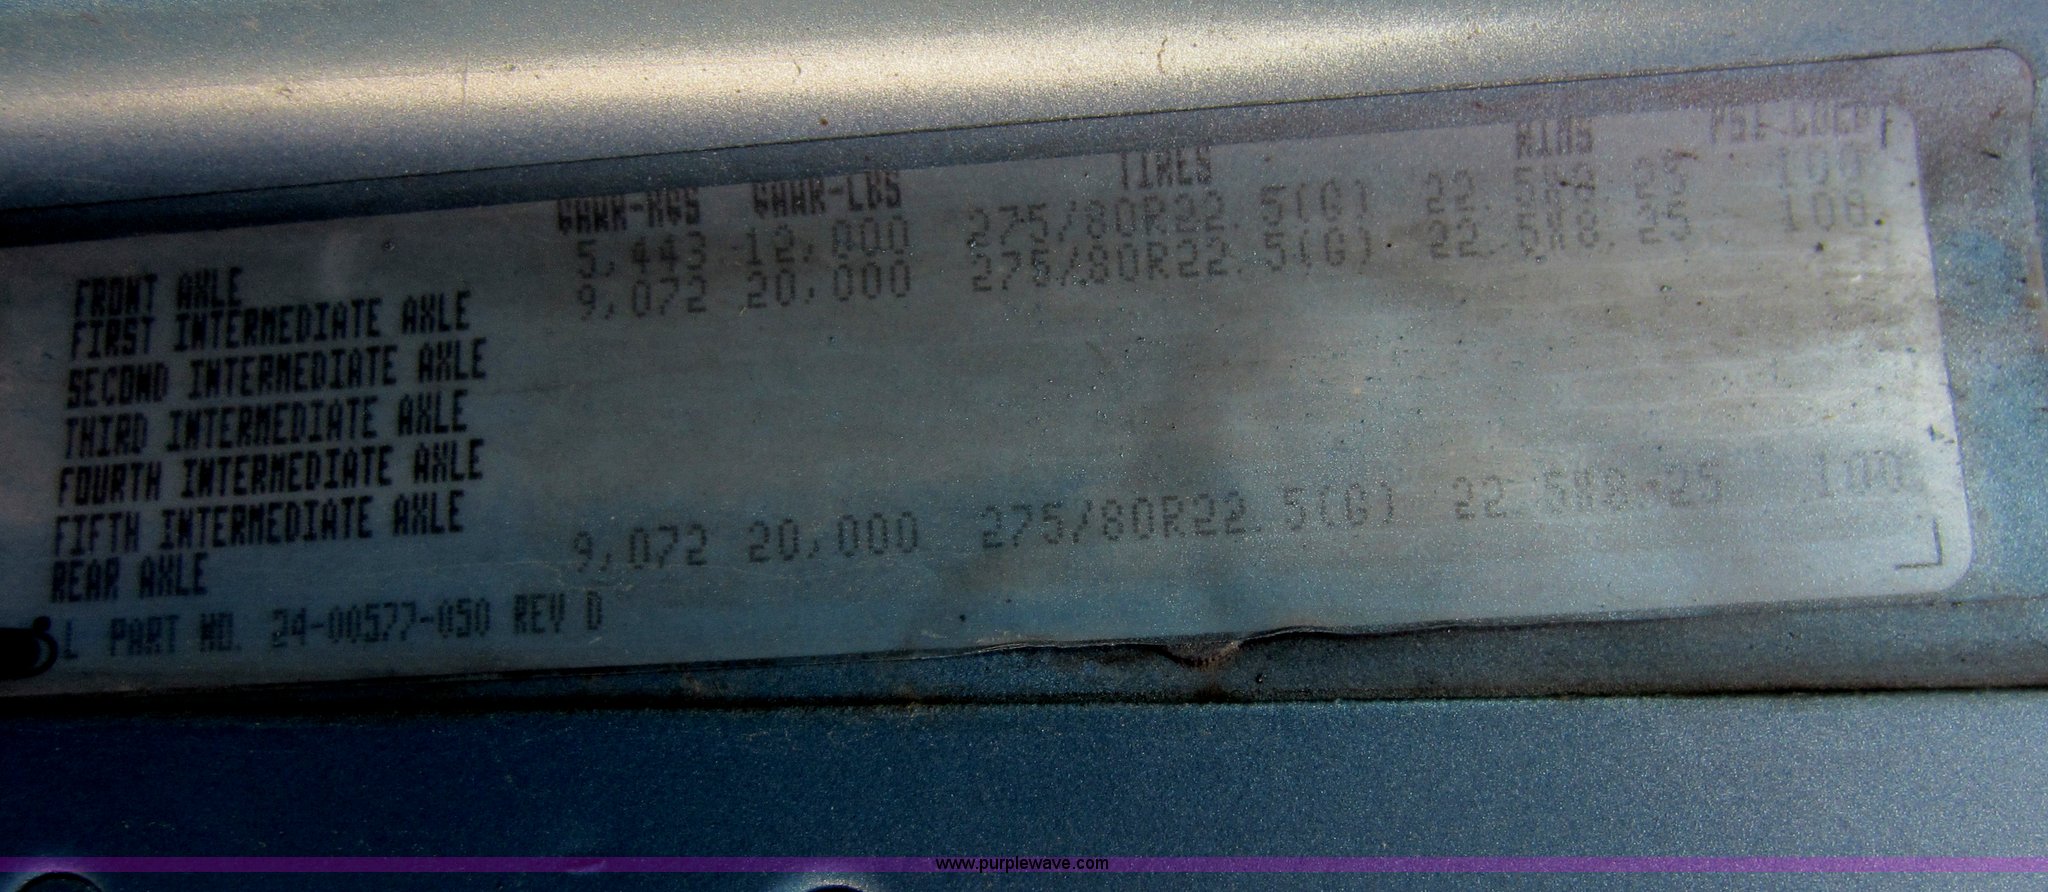 GAWR-KGS GAWR-LBS TIRES RIMS PSI-COLD
FRONT AXLE 5,443 12,000 275/80R22.5(G) 22.5X8.25 100
FIRST INTERMEDIATE AXLE 9,072 20,000 275/80R22.5(G) 22.5X8.25 100
SECOND INTERMEDIATE AXLE
THIRD INTERMEDIATE AXLE
FOURTH INTERMEDIATE AXLE
FIFTH INTERMEDIATE AXLE
REAR AXLE 9,072 20,000 275/80R22.5(G) 22.5X8.25 100
PART NO. 24-00577-050 REV D
www.purplewave.com